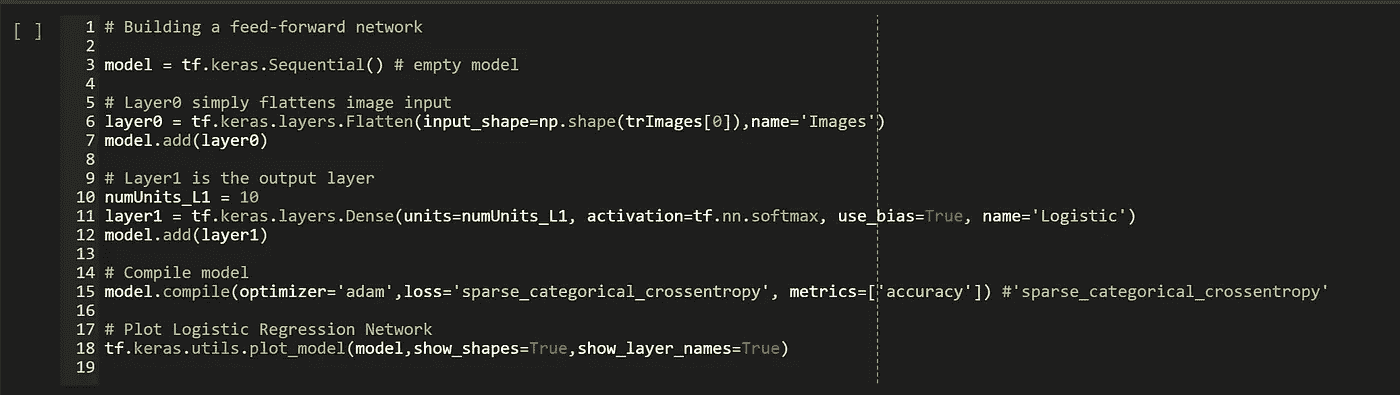 [ ]
1 # Building a feed-forward network
2
3 model = tf.keras.Sequential() # empty model
4
5 # Layer0 simply flattens image input
6 layer0 = tf.keras.layers.Flatten(input_shape=np.shape(trImages[0]),name='Images')
7 model.add(layer0)
8
9 # Layer1 is the output layer
10 numUnits_L1 = 10
11 layer1 = tf.keras.layers.Dense(units=numUnits_L1, activation=tf.nn.softmax, use_bias=True, name='Logistic')
12 model.add(layer1)
13
14 # Compile model
15 model.compile(optimizer='adam',loss='sparse_categorical_crossentropy', metrics=['accuracy']) #'sparse_categorical_crossentropy'
16
17 # Plot Logistic Regression Network
18 tf.keras.utils.plot_model(model,show_shapes=True,show_layer_names=True)
19